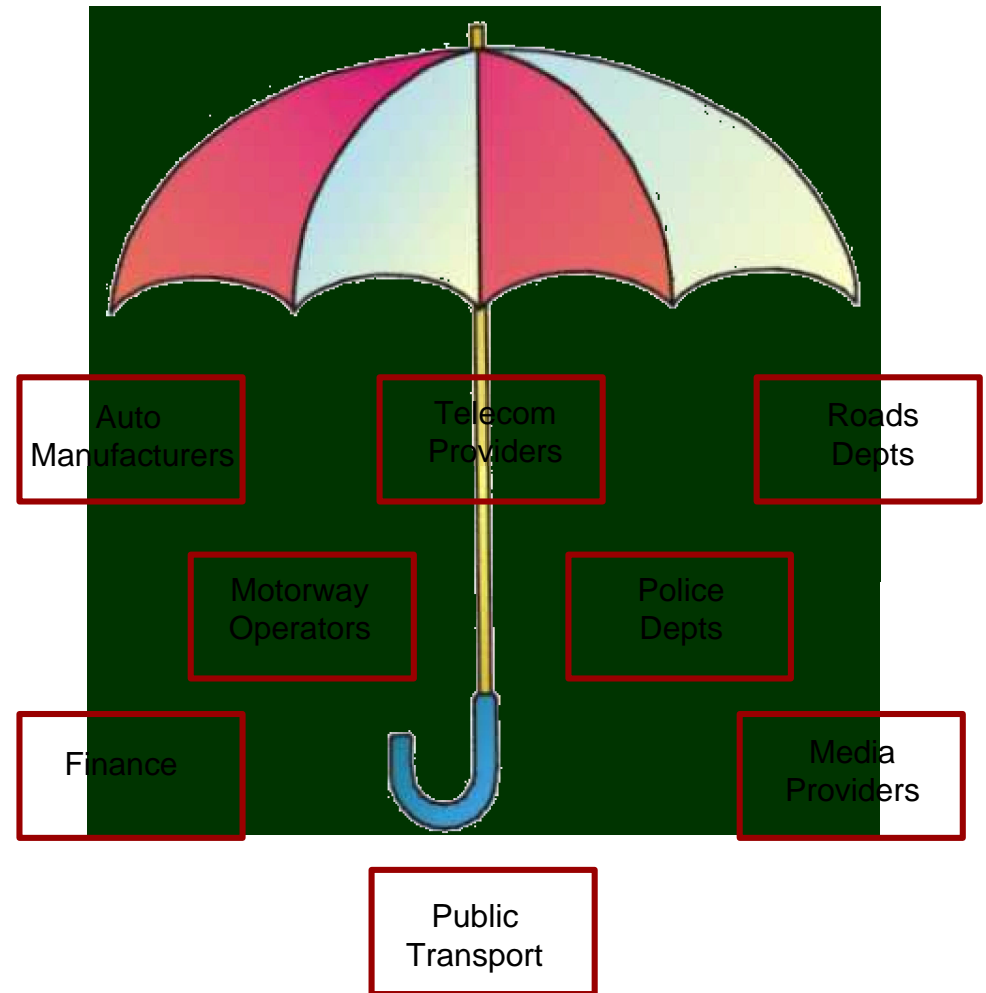 Auto
Manufacturers
Telecom
Providers
Roads
Depts
Motorway
Operators
Police
Depts
Finance
Media
Providers
Public
Transport